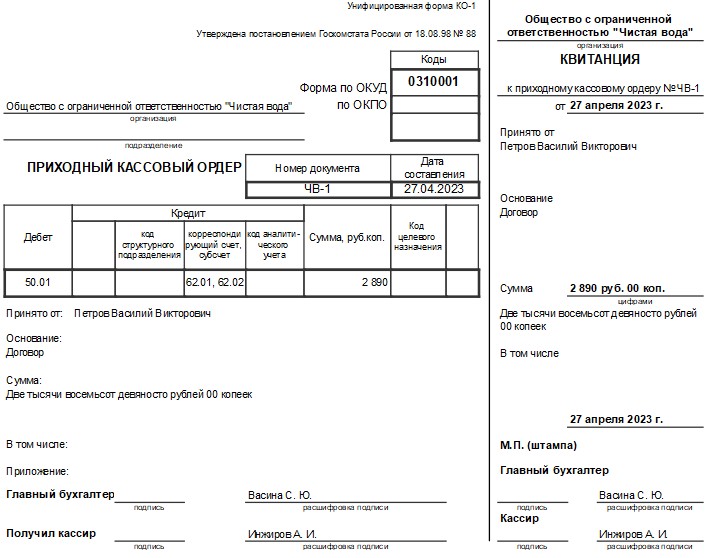 Унифицированная форма КО-1
Утверждена постановлением Госкомстата России от 18.08.98 № 88
Коды
Форма по ОКУД 0310001
Общество с ограниченной ответственностью "Чистая вода" по ОКПО
организация
подразделение
ПРИХОДНЫЙ КАССОВЫЙ ОРДЕР
Номер документа
Дата
составления
ЧВ-1 27.04.2023
Дебет
Кредит
код
структурного
подразделения
корреспонди
рующий счет,
субсчет
код аналити-
ческого
учета
Сумма, руб.коп.
Код
целевого
назначения
50.01 62.01, 62.02 2 890
Принято от: Петров Василий Викторович
Основание:
Договор
Сумма:
Две тысячи восемьсот девяносто рублей 00 копеек
В том числе:
Приложение:
Главный бухгалтер Васина С. Ю.
подпись расшифровка подписи
Получил кассир Инжиров А. И.
подпись расшифровка подписи
Общество с ограниченной
ответственностью "Чистая вода"
организация
КВИТАНЦИЯ
к приходному кассовому ордеру №ЧВ-1
от 27 апреля 2023 г.
Принято от
Петров Василий Викторович
Основание
Договор
Сумма 2 890 руб. 00 коп.
цифрами
Две тысячи восемьсот девяносто рублей
00 копеек
В том числе
27 апреля 2023 г.
М.П. (штампа)
Главный бухгалтер
Васина С. Ю.
подпись расшифровка подписи
Кассир
Инжиров А. И.
подпись расшифровка подписи